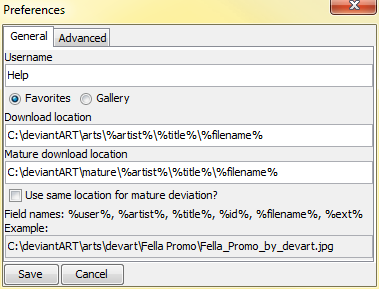 Preferences
General Advanced
Username
Help
Favorites Gallery
Download location
C:\deviantART\arts\%artist%\%title%\%filename%
Mature download location
C:\deviantART\mature\%artist%\%title%\%filename%
Use same location for mature deviation?
Field names: %user%, %artist%, %title%, %id%, %filename%, %ext%
Example:
C:\deviantART\arts\devart\Fella Promo\Fella_Promo_by_devart.jpg
Save Cancel